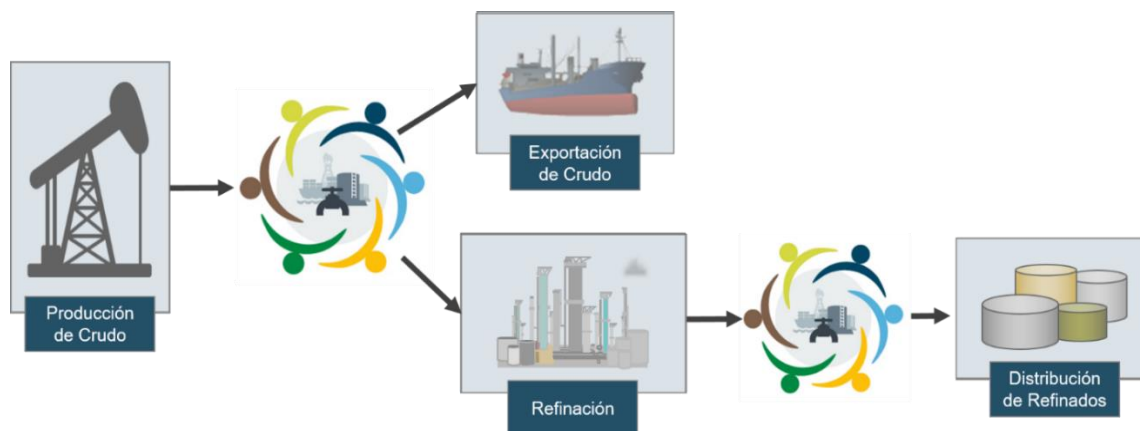 Producción
de Crudo
Exportación
de Crudo
Refinación
Distribución
de Refinados